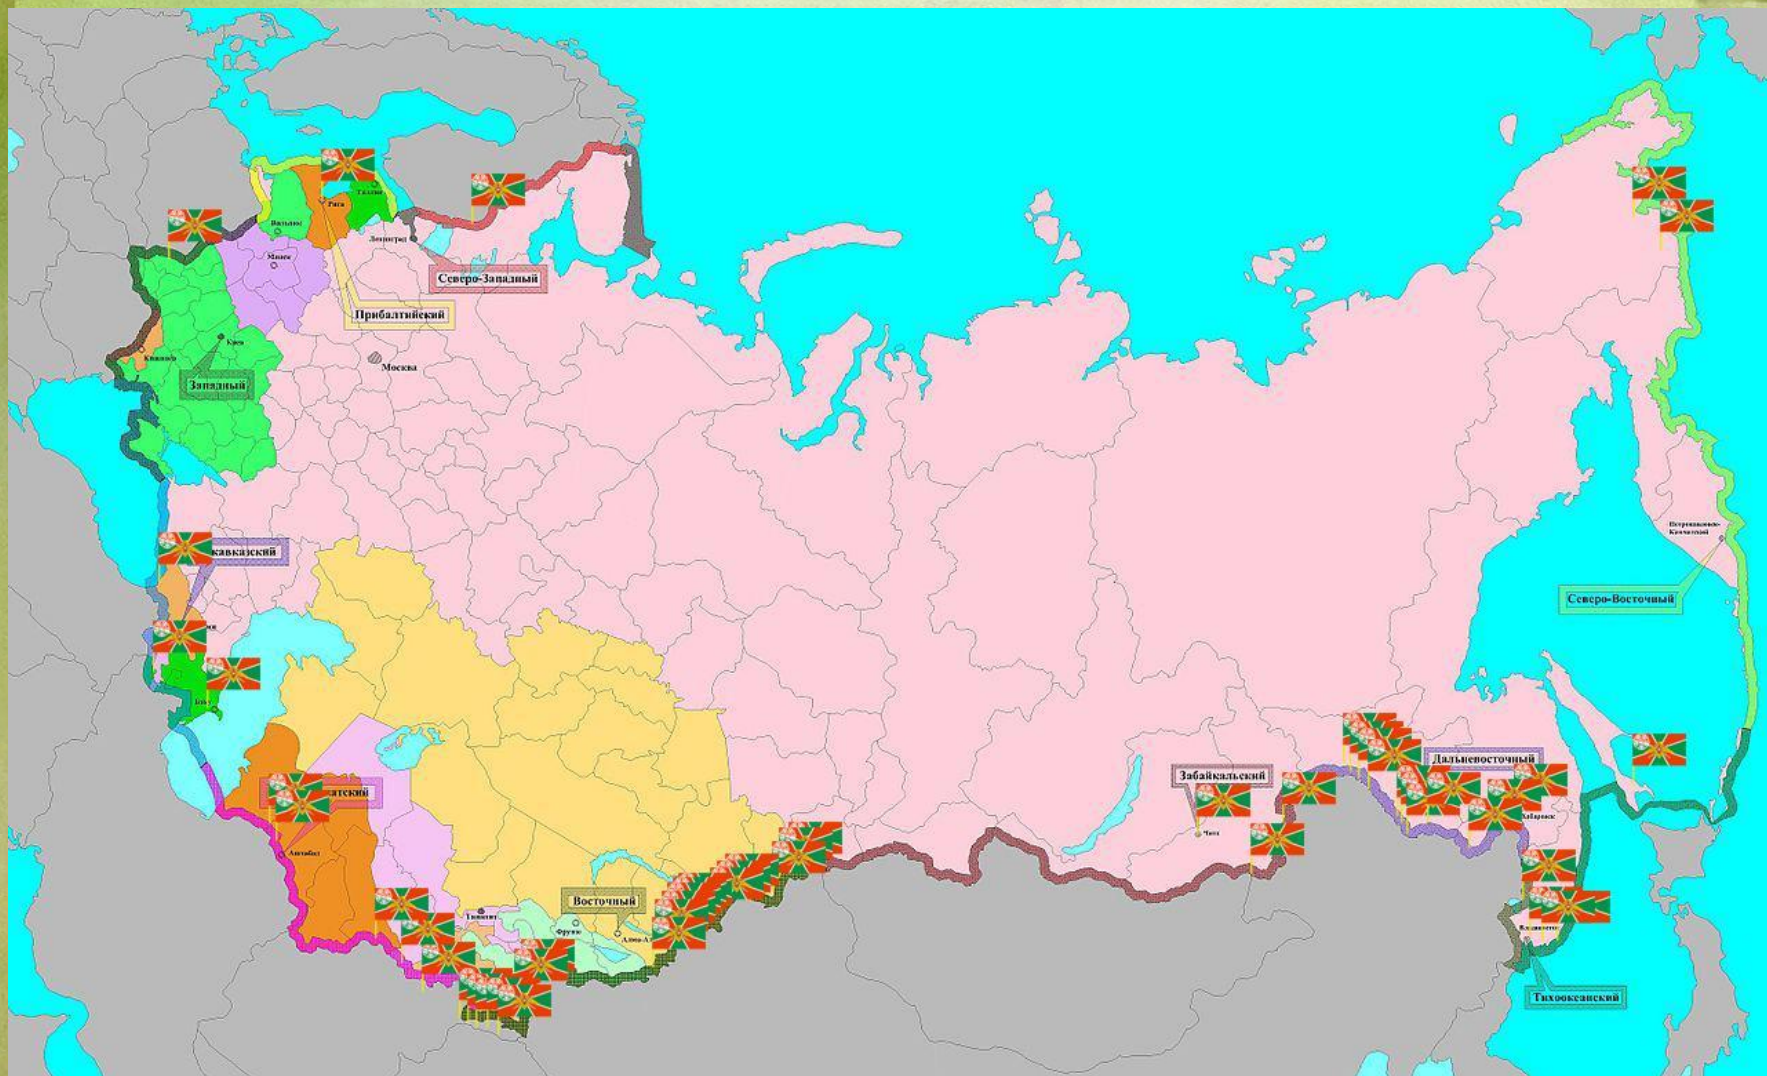 Таллин
Рига
Вильнюс
Ленинград
Минск
Северо-Западный
Прибалтийский
Киев
Кишинев
Москва
Западный
Петропавловск-
Камчатский
кавказский
Северо-Восточный
Баку
Дальневосточный
Забайкальский
атский
Хабаровск
Чита
Ашхабад
Восточный
Ташкент
Фрунзе
Алма-А
Владивосток
Тихоокеанский